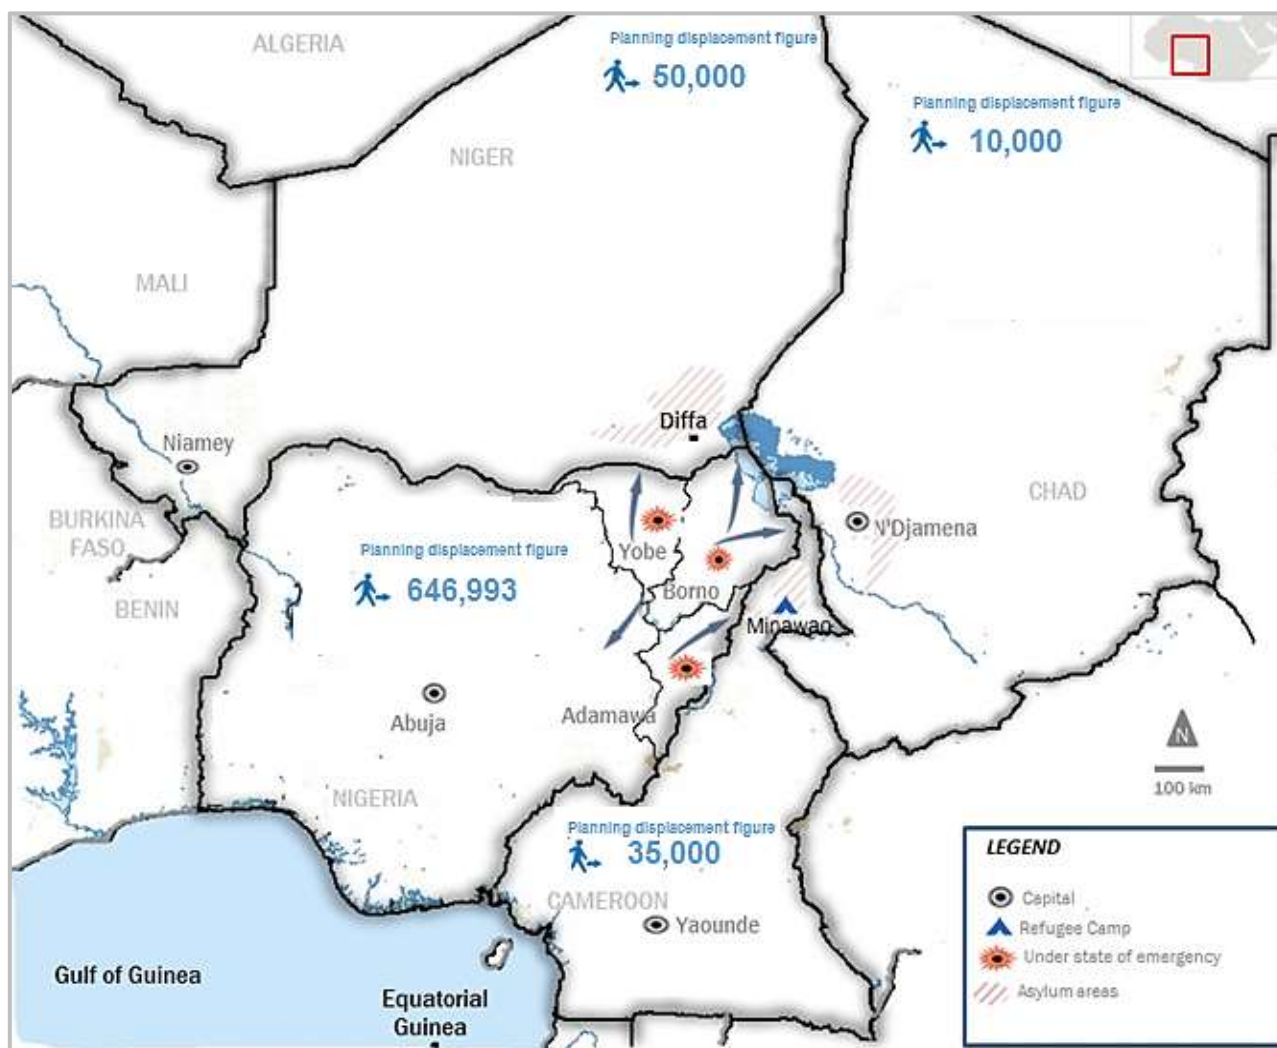 ALGERIA
Planning displacement figure
50,000
Planning displacement figure
10,000
NIGER
MALI
Diffa
Niamey
CHAD
BURKINA
FASO
N'Djamena
Planning displacement figure
646,993
Yobe
Borno
BENIN
Minawao
Abuja
Adamawa
N
100 km
NIGERIA
Planning displacement figure
35,000
CAMEROON
Yaounde
Gulf of Guinea
Equatorial
Guinea
LEGEND
Capital
Refugee Camp
Under state of emergency
Asylum areas